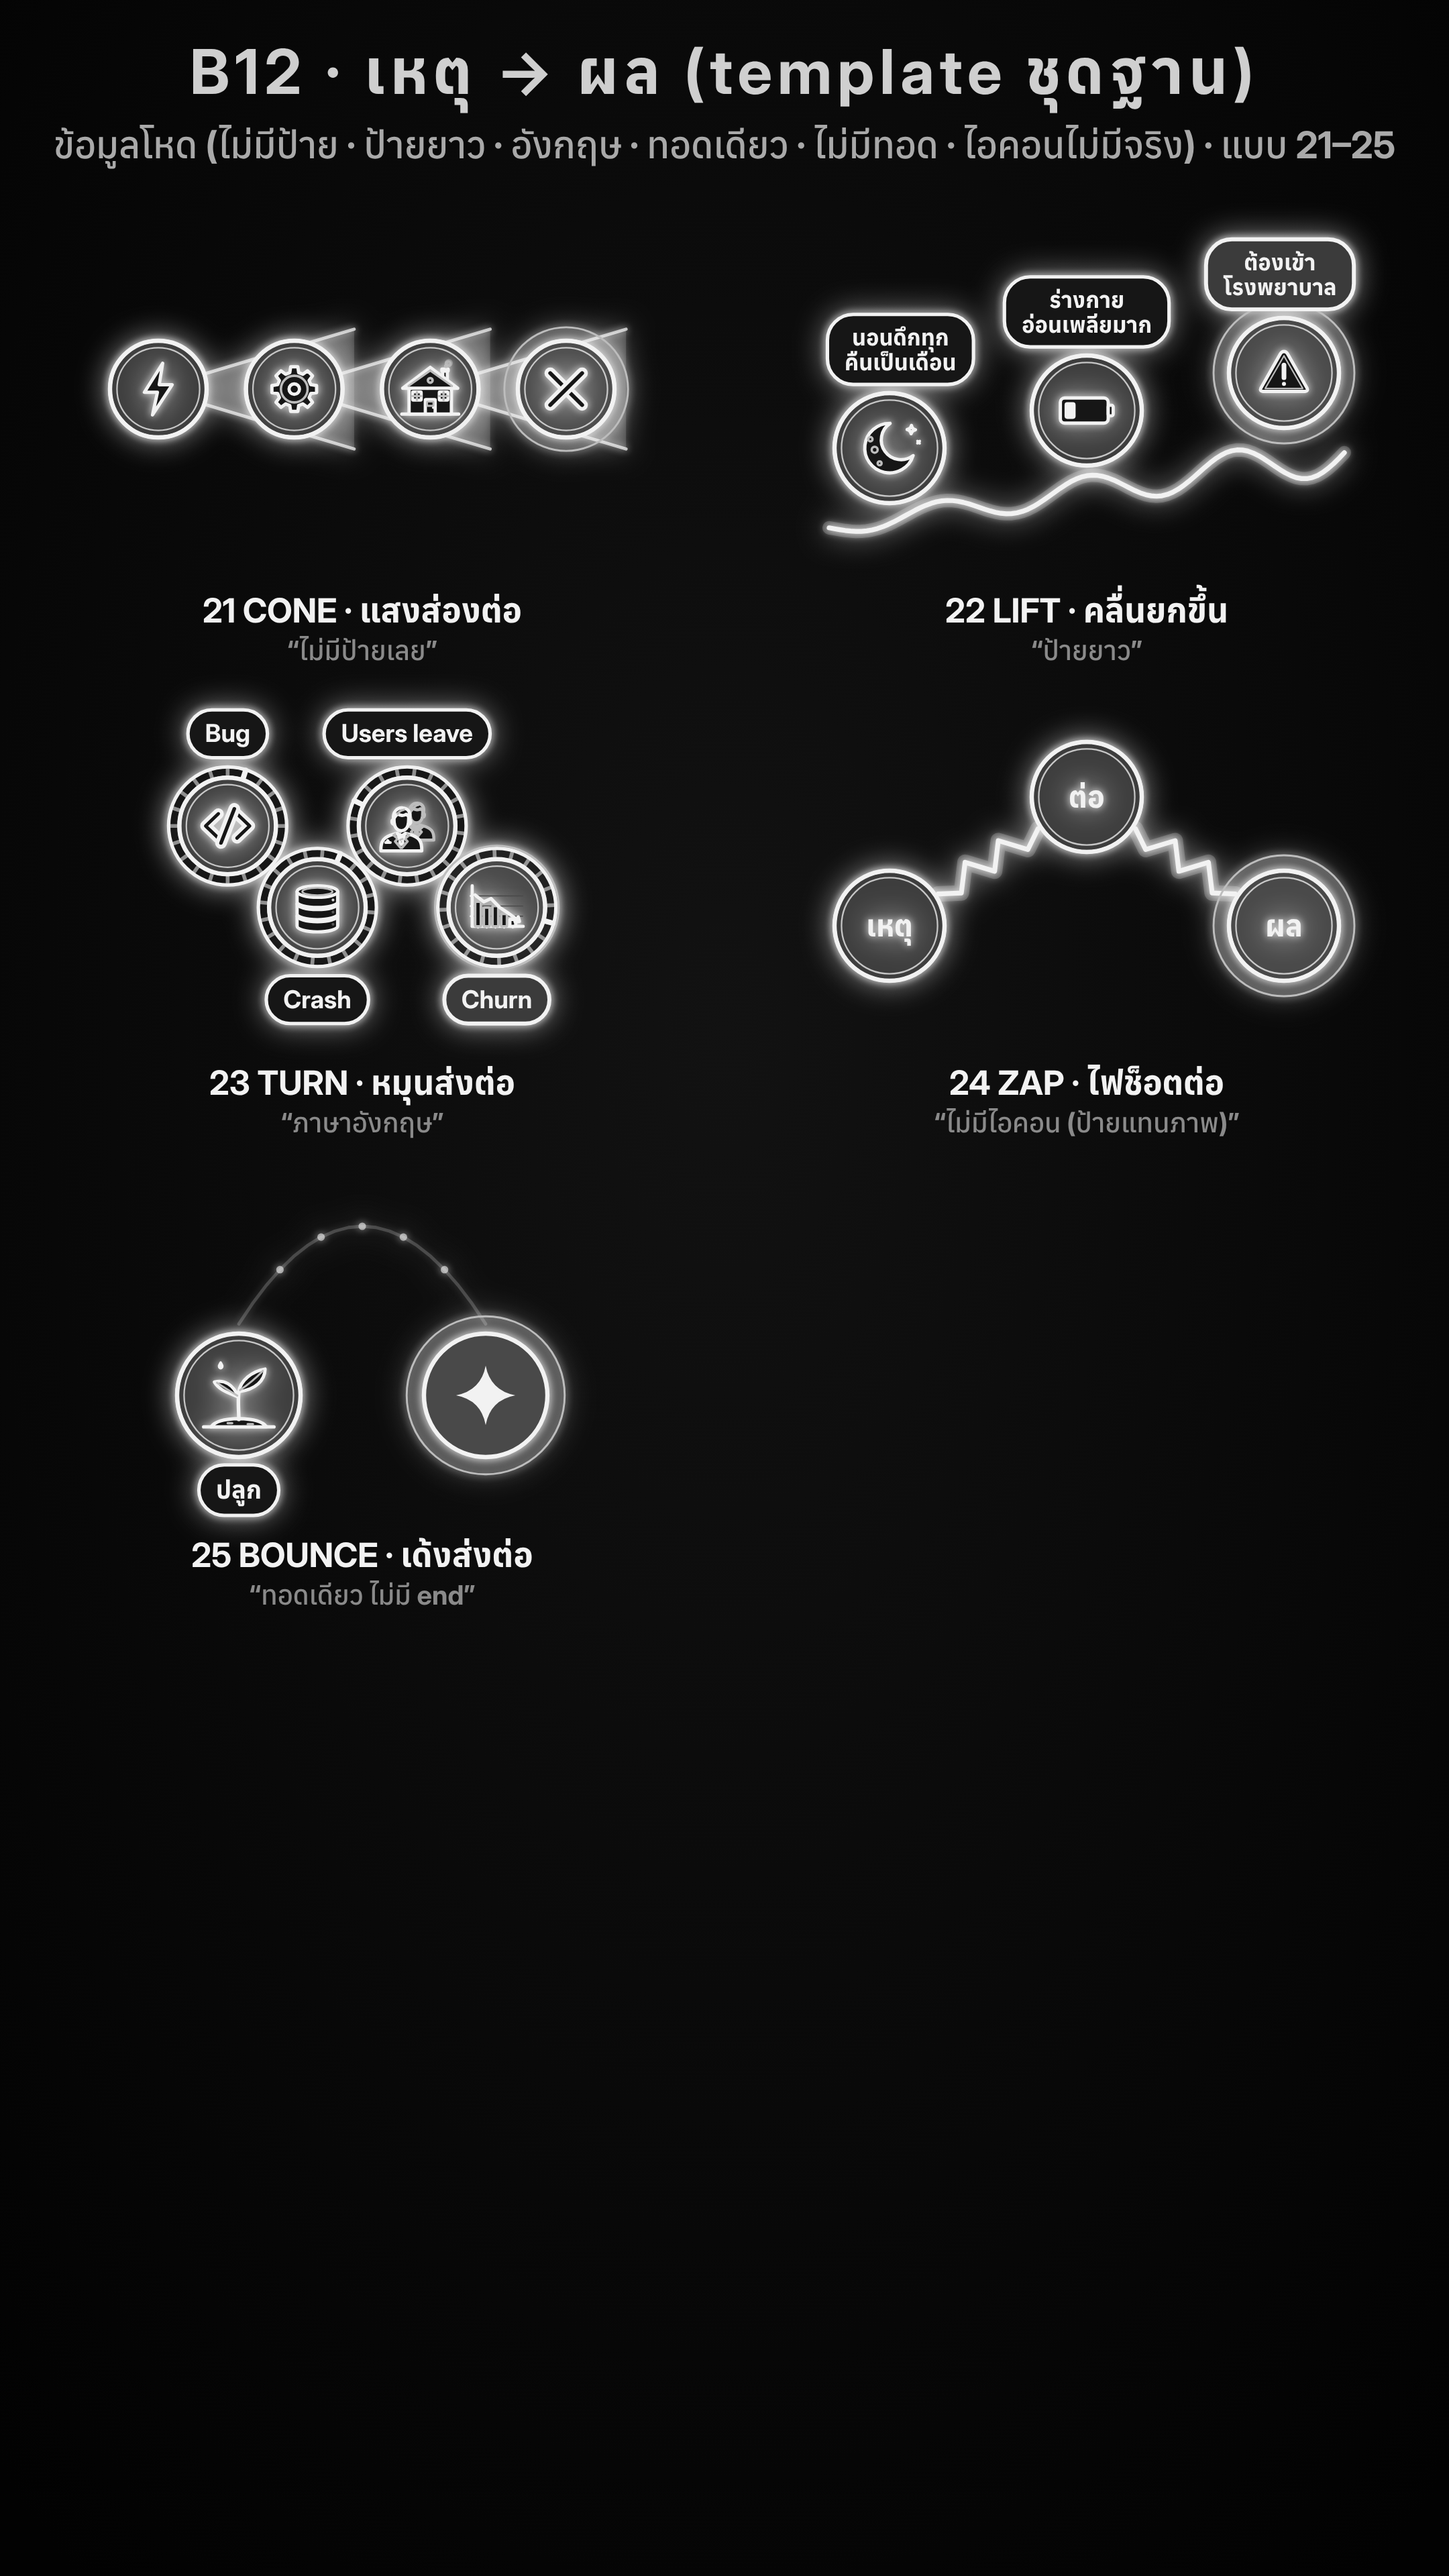 B12 · เหตุ → ผล (template ชุดฐาน)
ข้อมูลโหด (ไม่มีป้าย · ป้ายยาว · อังกฤษ · ทอดเดียว · ไม่มีทอด · ไอคอนไม่มีจริง) · แบบ 21–25
21 CONE · แสงส่องต่อ
“ไม่มีป้ายเลย”
นอนดึกทุก
คืนเป็นเดือน
ร่างกาย
อ่อนเพลียมาก
ต้องเข้า
โรงพยาบาล
22 LIFT · คลื่นยกขึ้น
“ป้ายยาว”
Bug
Users leave
Crash
Churn
23 TURN · หมุนส่งต่อ
“ภาษาอังกฤษ”
เหตุ
ต่อ
ผล
24 ZAP · ไฟช็อตต่อ
“ไม่มีไอคอน (ป้ายแทนภาพ)”
ปลูก
25 BOUNCE · เด้งส่งต่อ
“ทอดเดียว ไม่มี end”